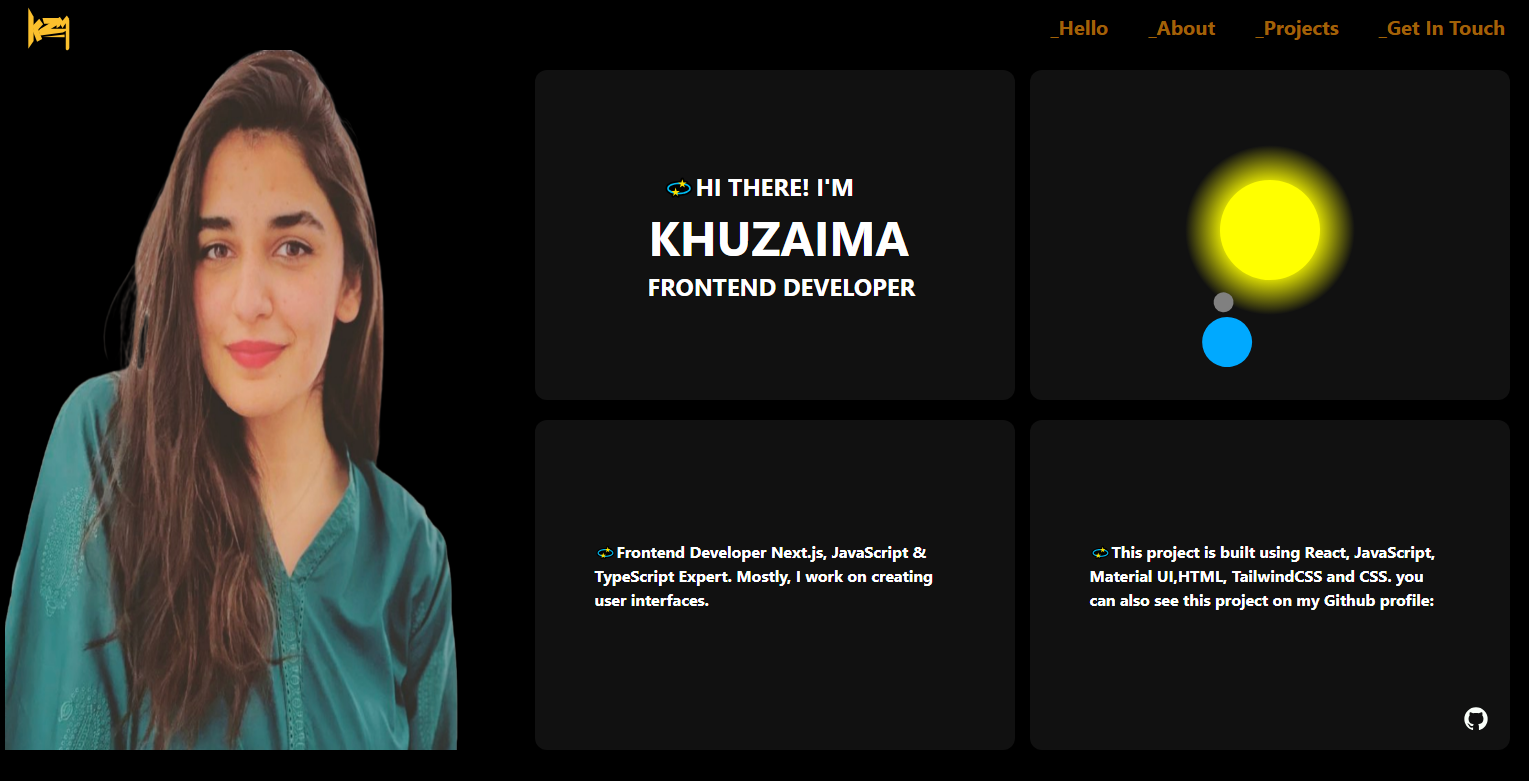 kzm
_Hello _About _Projects _Get In Touch
💫HI THERE! I'M
KHUZAIMA
FRONTEND DEVELOPER
💫Frontend Developer Next.js, JavaScript &
TypeScript Expert. Mostly, I work on creating
user interfaces.
💫This project is built using React, JavaScript,
Material UI,HTML, TailwindCSS and CSS. you
can also see this project on my Github profile: